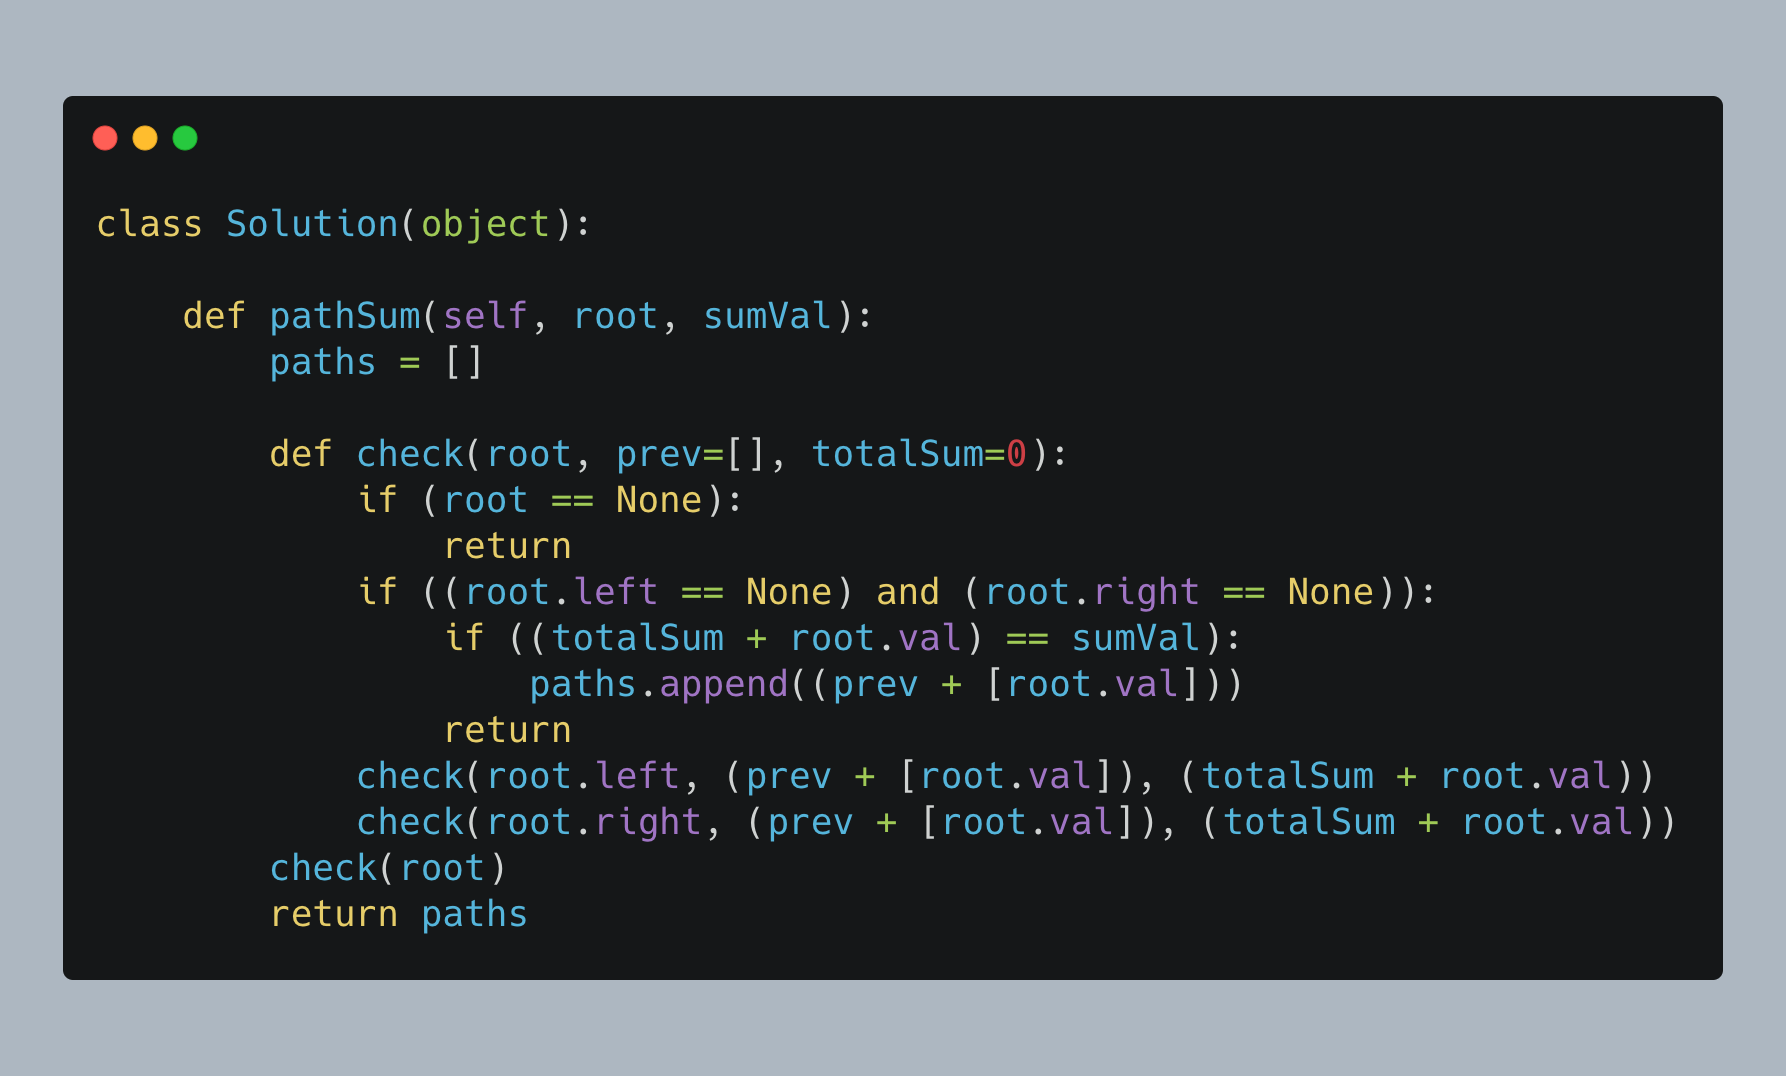 class Solution(object):

    def pathSum(self, root, sumVal):
        paths = []

        def check(root, prev=[], totalSum=0):
            if (root == None):
                return
            if ((root.left == None) and (root.right == None)):
                if ((totalSum + root.val) == sumVal):
                    paths.append((prev + [root.val]))
                return
            check(root.left, (prev + [root.val]), (totalSum + root.val))
            check(root.right, (prev + [root.val]), (totalSum + root.val))
        check(root)
        return paths